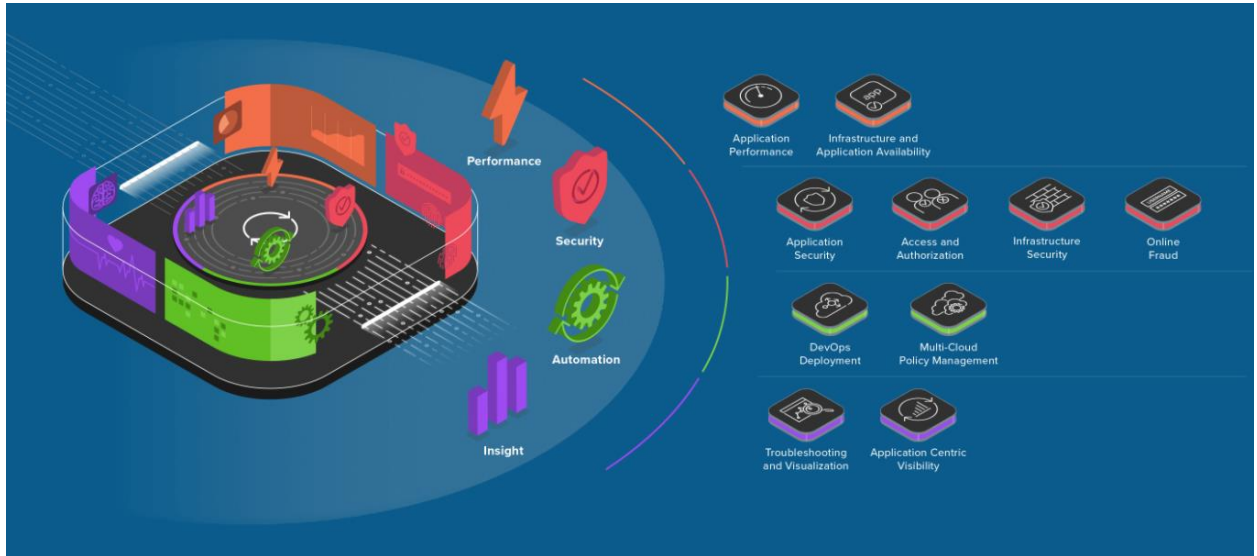 Performance
Security
Automation
Insight
Application
Performance
Infrastructure and
Application Availability
app
Application
Security
Access and
Authorization
Infrastructure
Security
Online
Fraud
DevOps
Deployment
Multi-Cloud
Policy Management
Troubleshooting
and Visualization
Application Centric
Visibility